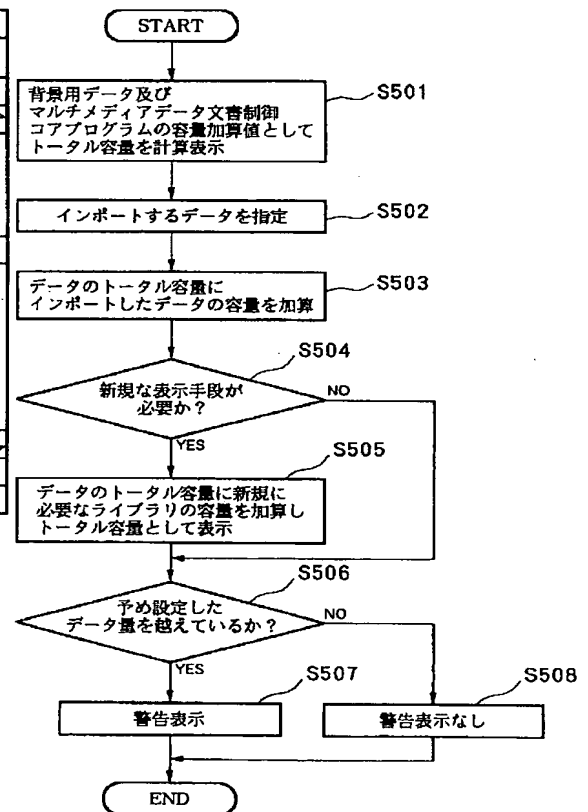 START
背景用データ及び
マルチメディアデータ文書制御
コアプログラムの容量加算値として
トータル容量を計算表示
S501
インポートするデータを指定
S502
データのトータル容量に
インポートしたデータの容量を加算
S503
S504
新規な表示手段が
必要か？
NO
YES
S505
データのトータル容量に新規に
必要なライブラリの容量を加算し
トータル容量として表示
S506
予め設定した
データ量を越えているか？
NO
YES
S507
警告表示
S508
警告表示なし
END